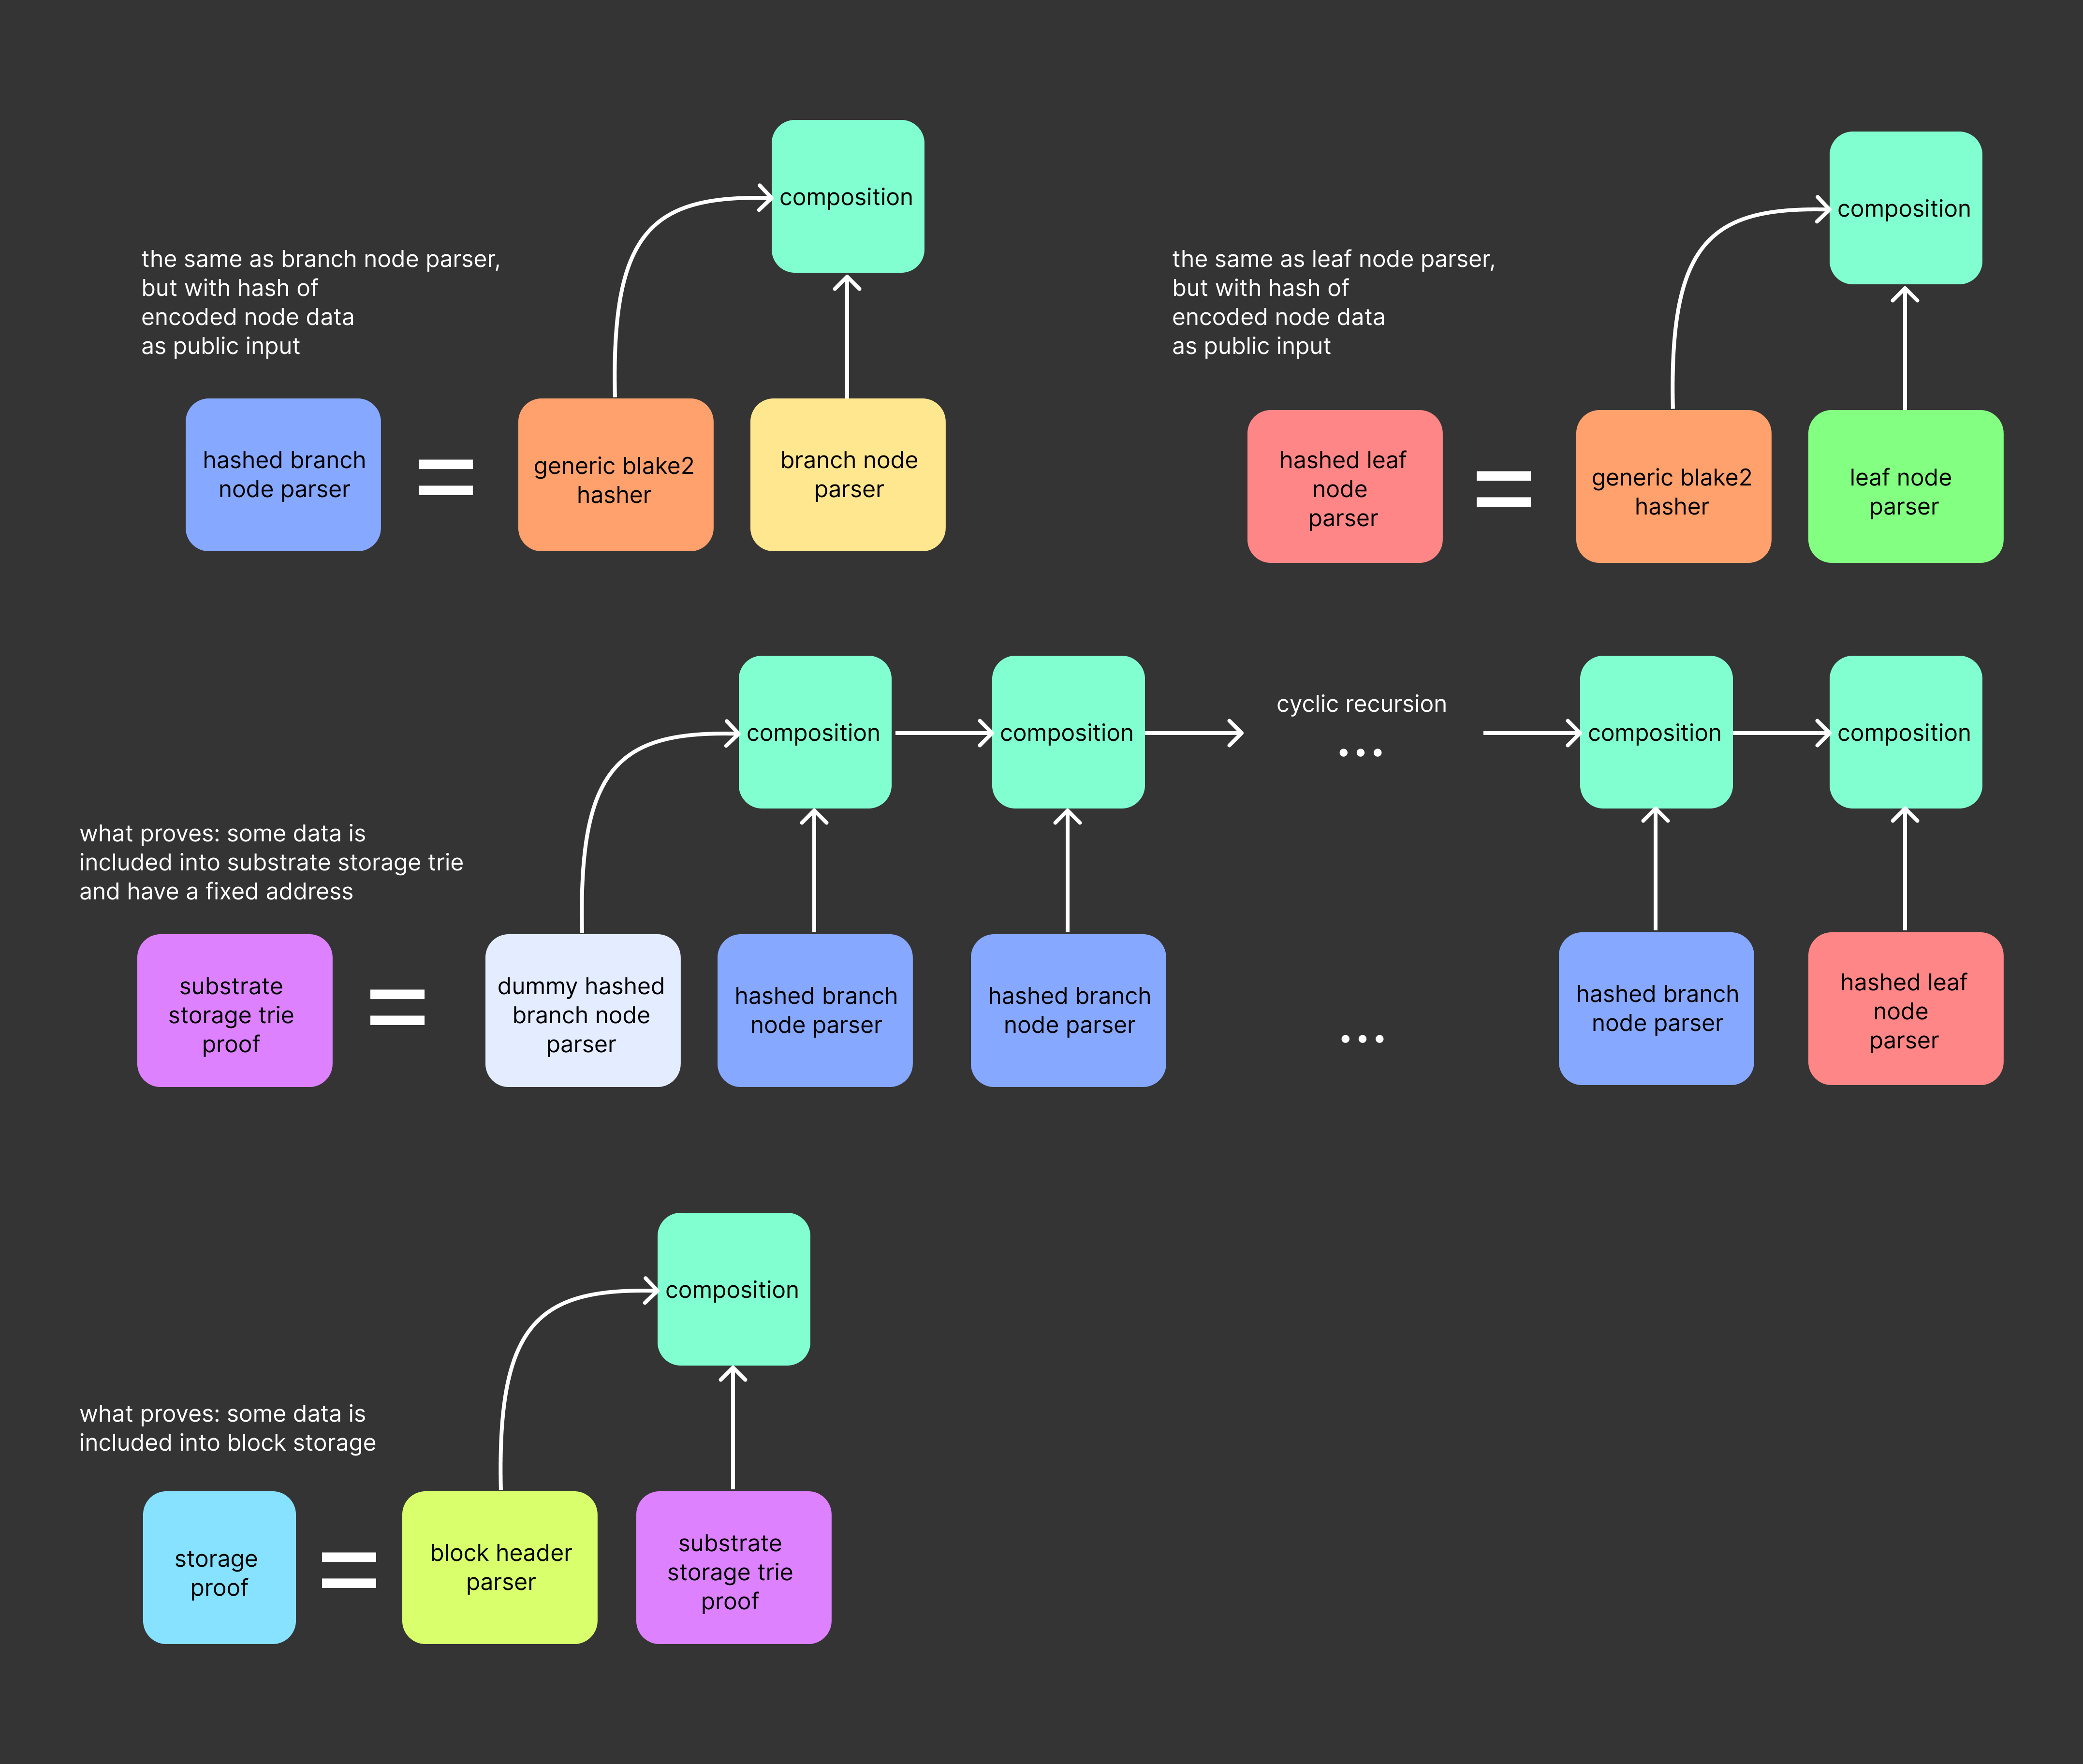 composition
the same as branch node parser,
but with hash of
encoded node data
as public input
hashed branch
node parser
=
generic blake2
hasher
branch node
parser
composition
the same as leaf node parser,
but with hash of
encoded node data
as public input
hashed leaf
node
parser
=
generic blake2
hasher
leaf node
parser
composition
composition
cyclic recursion
...
composition
composition
what proves: some data is
included into substrate storage trie
and have a fixed address
substrate
storage trie
proof
=
dummy hashed
branch node
parser
hashed branch
node parser
hashed branch
node parser
...
hashed branch
node parser
hashed leaf
node
parser
composition
what proves: some data is
included into block storage
storage
proof
=
block header
parser
substrate
storage trie
proof